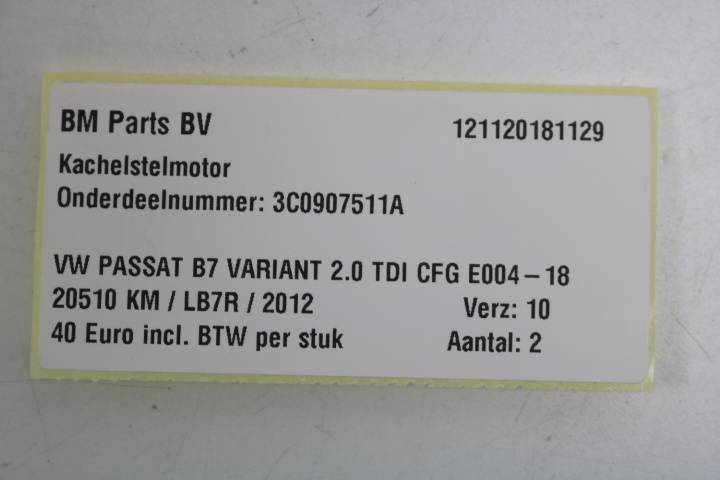 BM Parts BV 121120181129
Kachelstelmotor
Onderdeelnummer: 3C0907511A
VW PASSAT B7 VARIANT 2.0 TDI CFG E004-18
20510 KM / LB7R / 2012 Verz: 10
40 Euro incl. BTW per stuk Aantal: 2